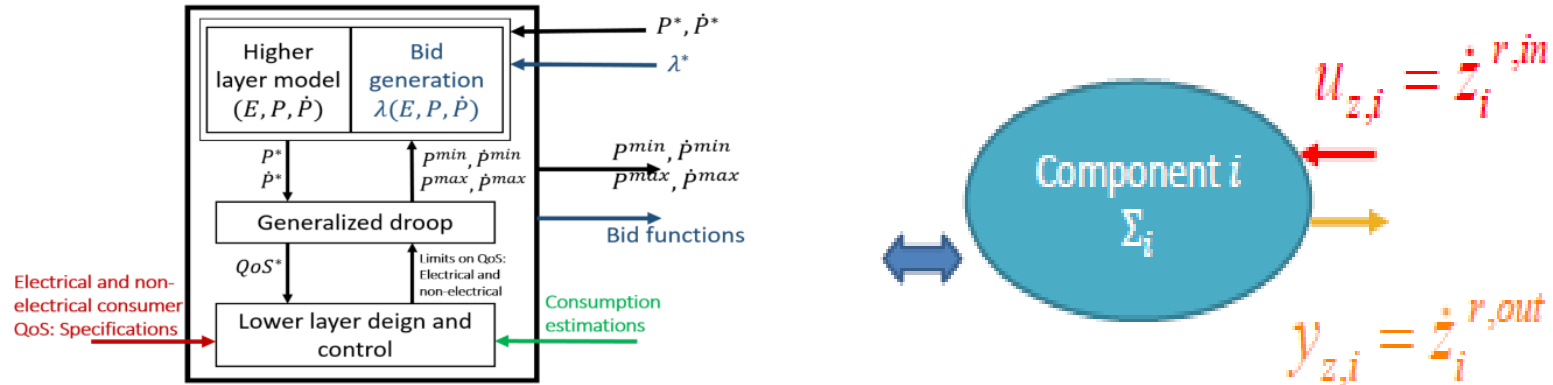 Higher
layer model
(E, P, Ṗ)
Bid
generation
λ(E, P, Ṗ)
P*, Ṗ*
λ*
P*
Ṗ*
P^min, Ṗ^min
P^max, Ṗ^max
P^min, Ṗ^min
P^max, Ṗ^max
Generalized droop
Bid functions
QoS*
Limits on QoS:
Electrical and
non-electrical
Electrical and non-
electrical consumer
QoS: Specifications
Lower layer deign and
control
Consumption
estimations
u_{z,i} = ż_i^{r,in}
Component i
Σ_i
y_{z,i} = ż_i^{r,out}